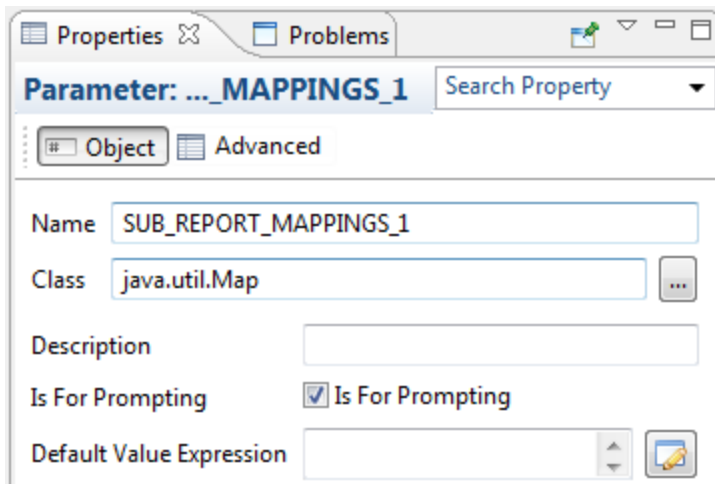 Properties Problems
Parameter: ..._MAPPINGS_1 Search Property
Object Advanced
Name SUB_REPORT_MAPPINGS_1
Class java.util.Map ...
Description
Is For Prompting Is For Prompting
Default Value Expression